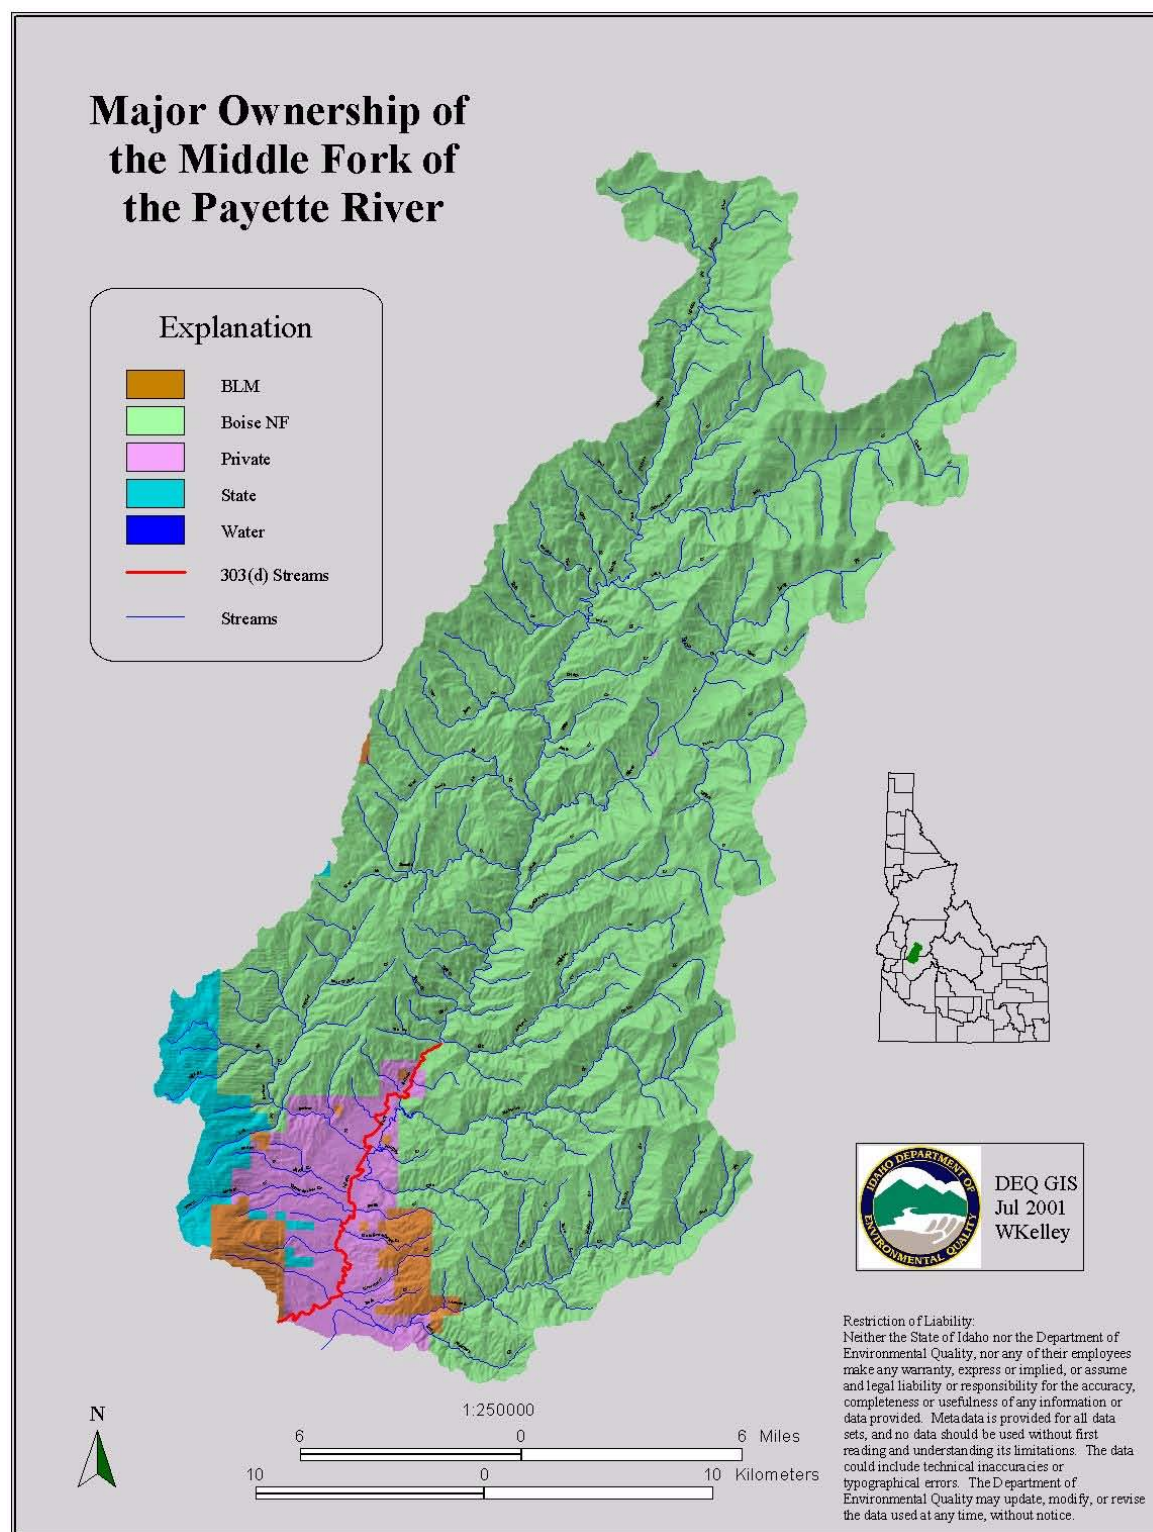 Major Ownership of
the Middle Fork of
the Payette River
Explanation
BLM
Boise NF
Private
State
Water
303(d) Streams
Streams
IDAHO DEPARTMENT OF
ENVIRONMENTAL QUALITY
DEQ GIS
Jul 2001
WKelley
Restriction of Liability:
Neither the State of Idaho nor the Department of
Environmental Quality, nor any of their employees
make any warranty, express or implied, or assume
and legal liability or responsibility for the accuracy,
completeness or usefulness of any information or
data provided. Metadata is provided for all data
sets, and no data should be used without first
reading and understanding its limitations. The data
could include technical inaccuracies or
typographical errors. The Department of
Environmental Quality may update, modify, or revise
the data used at any time, without notice.
N
1:250000
6 0 6 Miles
10 0 10 Kilometers